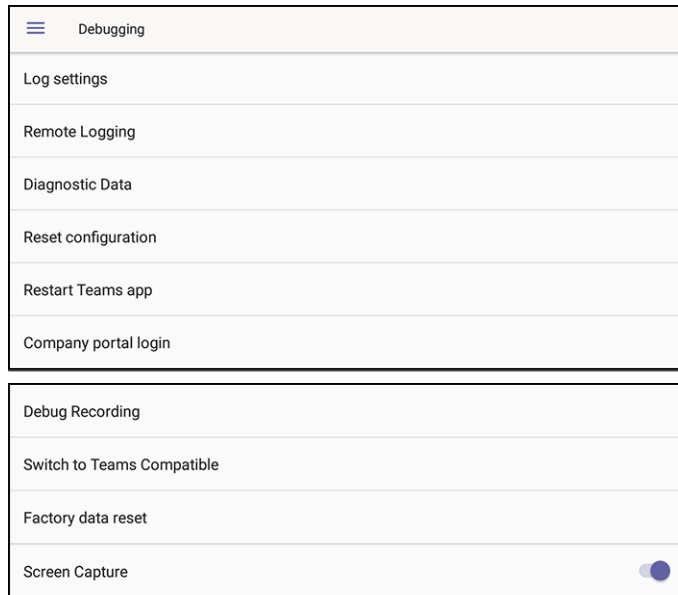 Debugging
Log settings
Remote Logging
Diagnostic Data
Reset configuration
Restart Teams app
Company portal login
Debug Recording
Switch to Teams Compatible
Factory data reset
Screen Capture